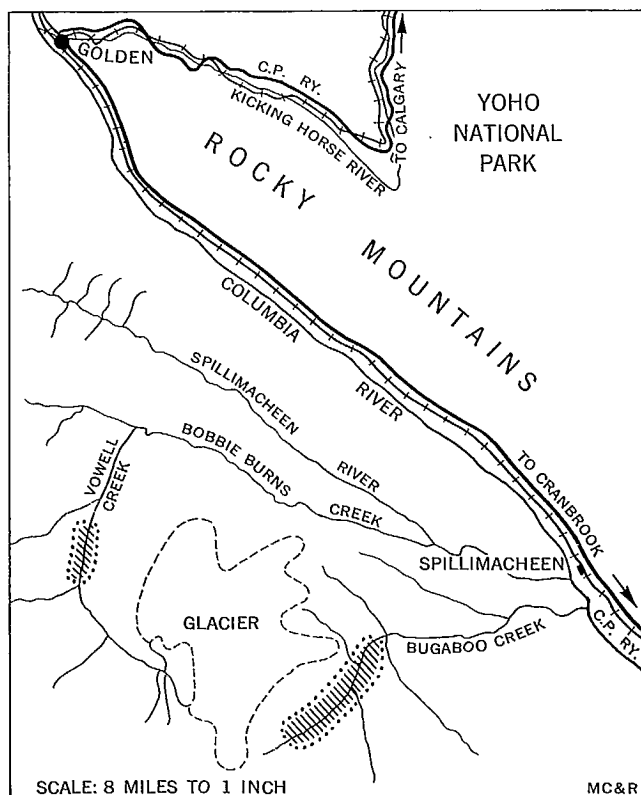 GOLDEN
C.P. RY.
KICKING HORSE RIVER
TO CALGARY
YOHO
NATIONAL
PARK
ROCKY MOUNTAINS
COLUMBIA RIVER
SPILLIMACHEEN RIVER
BOBBIE BURNS CREEK
VOWELL
CREEK
TO CRANBROOK
SPILLIMACHEEN
C.P. RY.
GLACIER
BUGABOO CREEK
SCALE: 8 MILES TO 1 INCH
MC&R